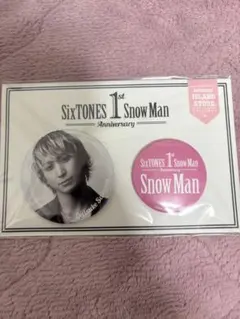 SixTONES 1st Snow Man
Anniversary
ISLAND
STORE
SixTONES 1st Snow Man
Anniversary
Snow Man